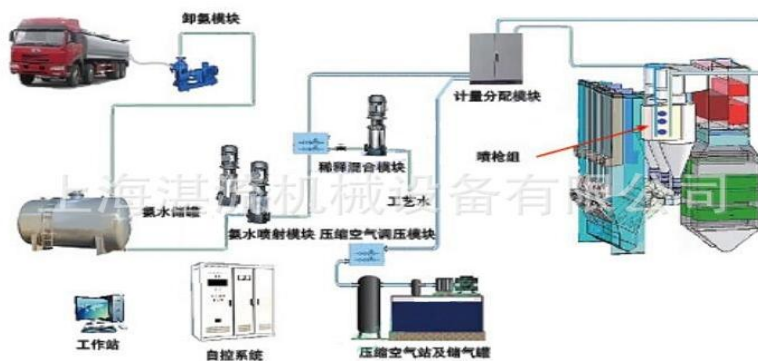 卸氨模块
计量分配模块
喷枪组
稀释混合模块
工艺水
上海湛流机械设备有限公司
氨水储罐
氨水喷射模块
压缩空气调压模块
工作站
自控系统
压缩空气站及储气罐